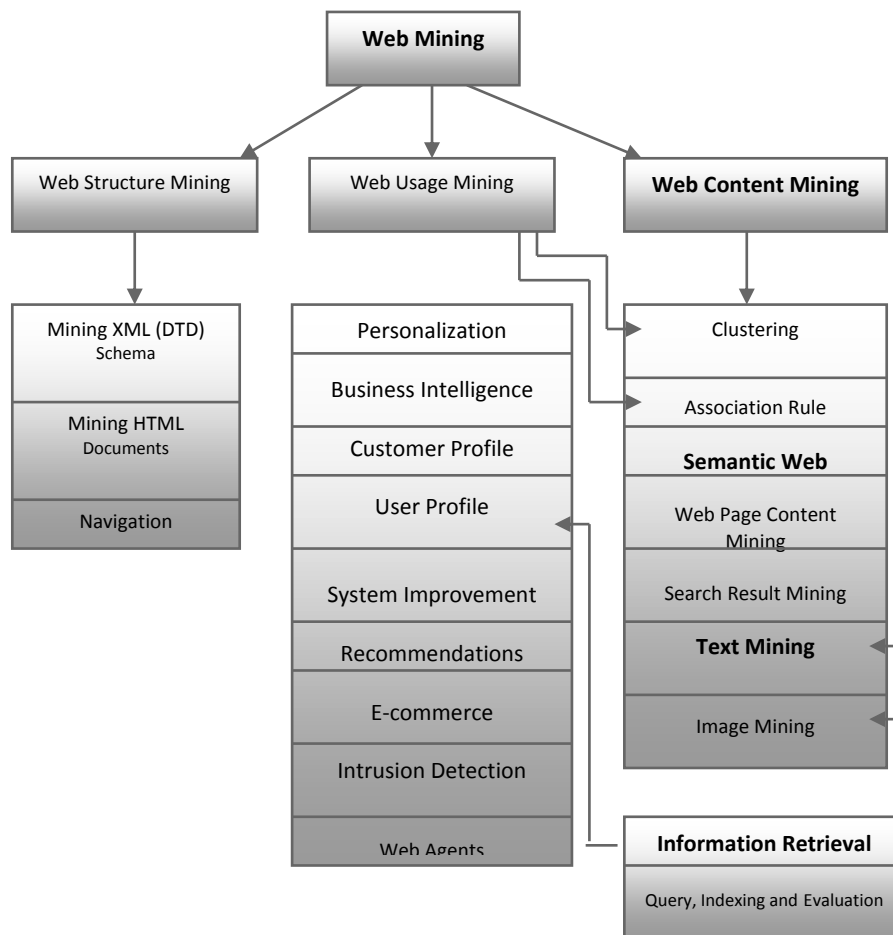 Web Mining
Web Structure Mining
Web Usage Mining
Web Content Mining
Mining XML (DTD)
Schema
Mining HTML
Documents
Navigation
Personalization
Business Intelligence
Customer Profile
User Profile
System Improvement
Recommendations
E-commerce
Intrusion Detection
Web Agents
Clustering
Association Rule
Semantic Web
Web Page Content
Mining
Search Result Mining
Text Mining
Image Mining
Information Retrieval
Query, Indexing and Evaluation